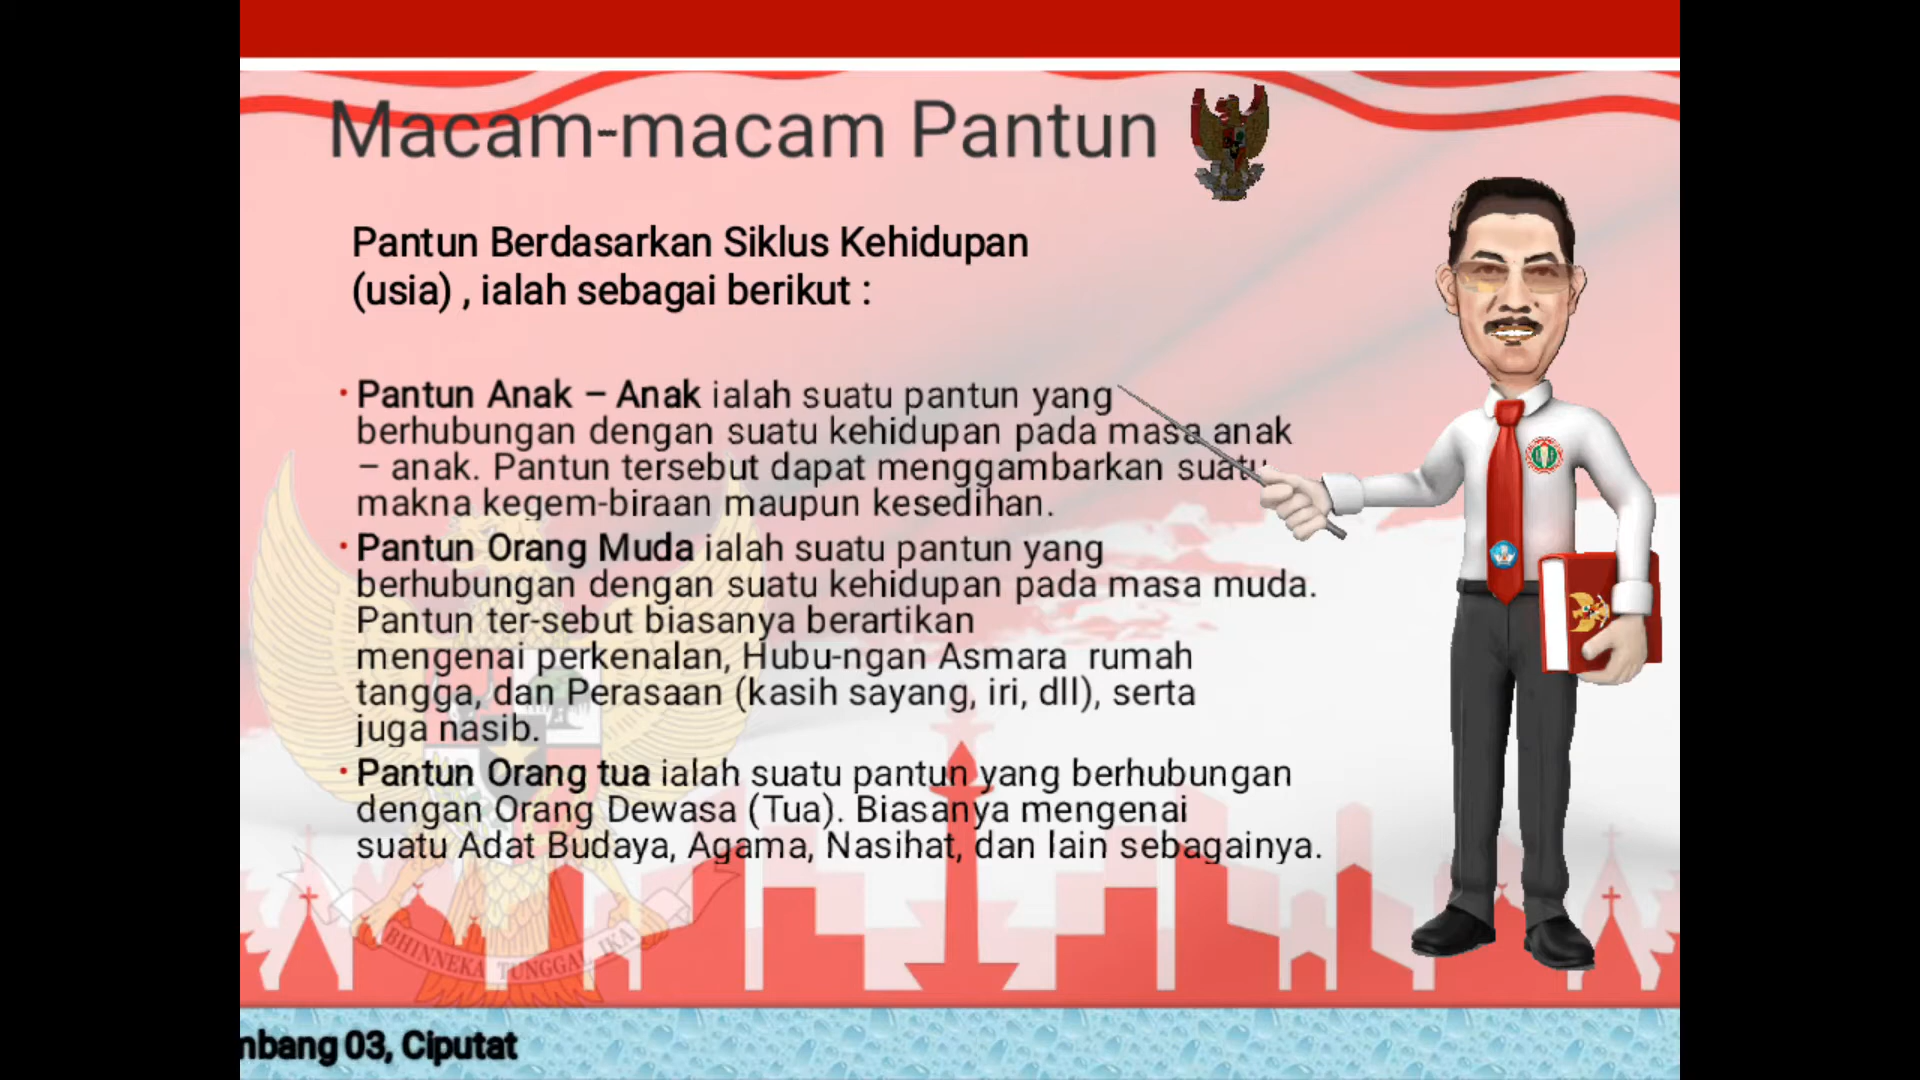 Macam-macam Pantun
Pantun Berdasarkan Siklus Kehidupan
(usia) , ialah sebagai berikut :
• Pantun Anak – Anak ialah suatu pantun yang
berhubungan dengan suatu kehidupan pada masa anak
– anak. Pantun tersebut dapat menggambarkan suatu
makna kegem-biraan maupun kesedihan.
• Pantun Orang Muda ialah suatu pantun yang
berhubungan dengan suatu kehidupan pada masa muda.
Pantun ter-sebut biasanya berartikan
mengenai perkenalan, Hubu-ngan Asmara  rumah
tangga, dan Perasaan (kasih sayang, iri, dll), serta
juga nasib.
• Pantun Orang tua ialah suatu pantun yang berhubungan
dengan Orang Dewasa (Tua). Biasanya mengenai
suatu Adat Budaya, Agama, Nasihat, dan lain sebagainya.
BHINNEKA TUNGGAL IKA
mbang 03, Ciputat